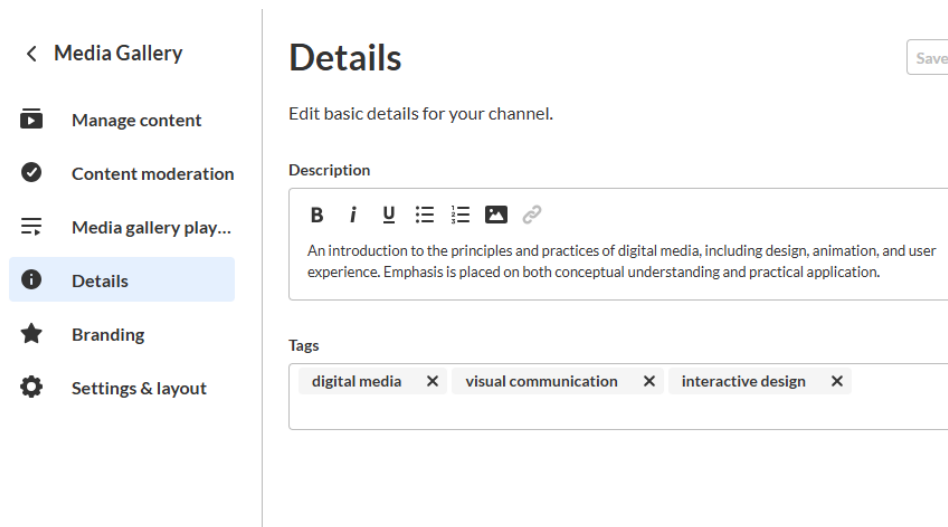 Media Gallery
Manage content
Content moderation
Media gallery play...
Details
Branding
Settings & layout
Details
Save
Edit basic details for your channel.
Description
B i U
An introduction to the principles and practices of digital media, including design, animation, and user
experience. Emphasis is placed on both conceptual understanding and practical application.
Tags
digital media
visual communication
interactive design